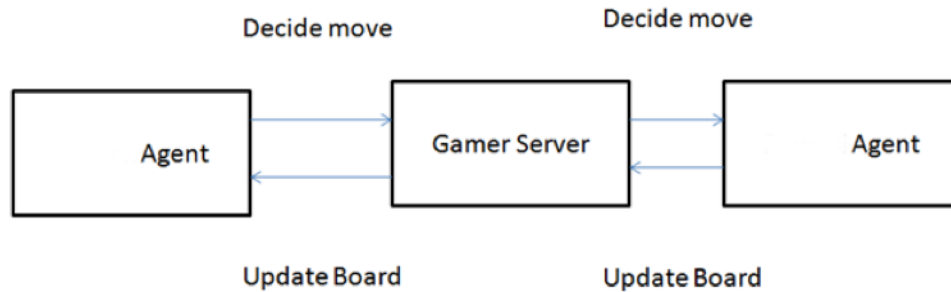 Decide move
Decide move
Agent
Gamer Server
Agent
Update Board
Update Board